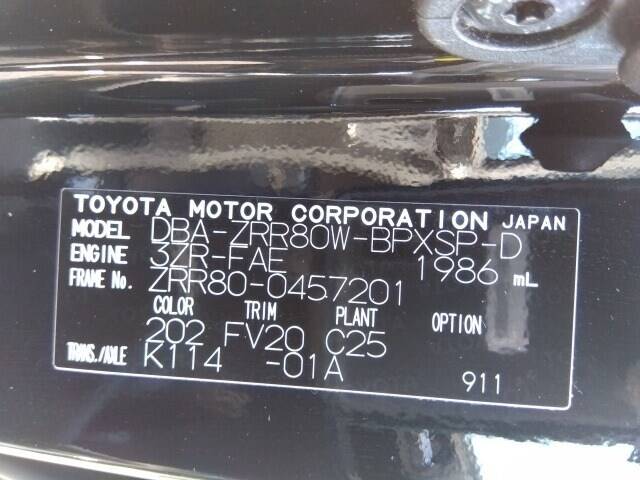 TOYOTA MOTOR CORPORATION JAPAN
MODEL DBA-ZRR80W-BPXSP-D
ENGINE 3ZR-FAE 1986 mL
FRAME No. ZRR80-0457201
COLOR TRIM PLANT OPTION
202 FV20 C25
TRANS./AXLE K114 -01A 911